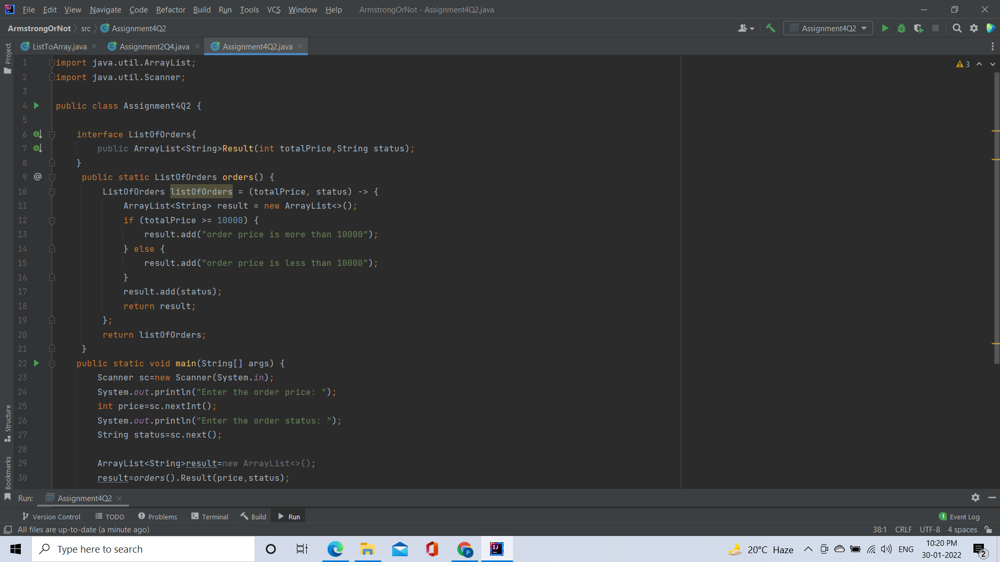 File Edit View Navigate Code Refactor Build Run Tools VCS Window Help ArmstrongOrNot - Assignment4Q2.java
ArmstrongOrNot src Assignment4Q2 Assignment4Q2
ListToArray.java Assignment2Q4.java Assignment4Q2.java
Project
Structure
Bookmarks
3
1 import java.util.ArrayList;
2 import java.util.Scanner;
3
4 public class Assignment4Q2 {
5
6 interface ListOfOrders{
7 public ArrayList<String>Result(int totalPrice,String status);
8 }
9 @ public static ListOfOrders orders() {
10 ListOfOrders listOfOrders = (totalPrice, status) -> {
11 ArrayList<String> result = new ArrayList<>();
12 if (totalPrice >= 10000) {
13 result.add("order price is more than 10000");
14 } else {
15 result.add("order price is less than 10000");
16 }
17 result.add(status);
18 return result;
19 };
20 return listOfOrders;
21 }
22 public static void main(String[] args) {
23 Scanner sc=new Scanner(System.in);
24 System.out.println("Enter the order price: ");
25 int price=sc.nextInt();
26 System.out.println("Enter the order status: ");
27 String status=sc.next();
28
29 ArrayList<String>result=new ArrayList<>();
30 result=orders().Result(price,status);
Run: Assignment4Q2
Version Control TODO Problems Terminal Build Run 1 Event Log
All files are up-to-date (a minute ago) 38:1 CRLF UTF-8 4 spaces
Type here to search 20°C Haze ENG 10:20 PM
30-01-2022 2